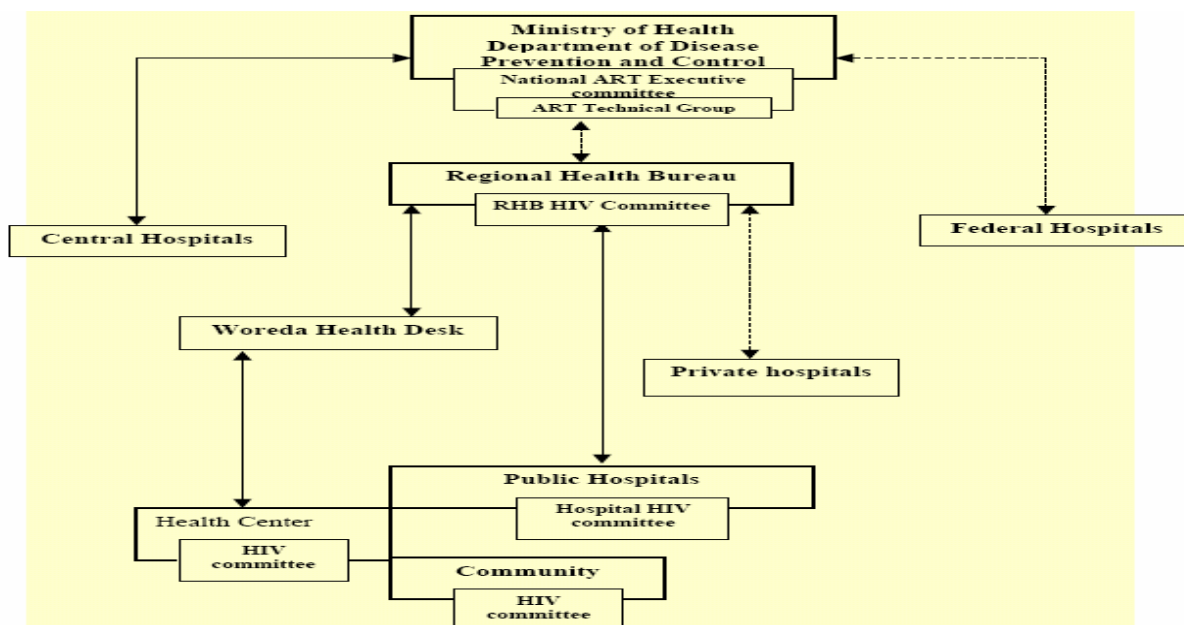 Ministry of Health
Department of Disease
Prevention and Control
National ART Executive
committee
ART Technical Group
Regional Health Bureau
RHB HIV Committee
Central Hospitals
Federal Hospitals
Woreda Health Desk
Private hospitals
Public Hospitals
Hospital HIV
committee
Health Center
HIV
committee
Community
HIV
committee